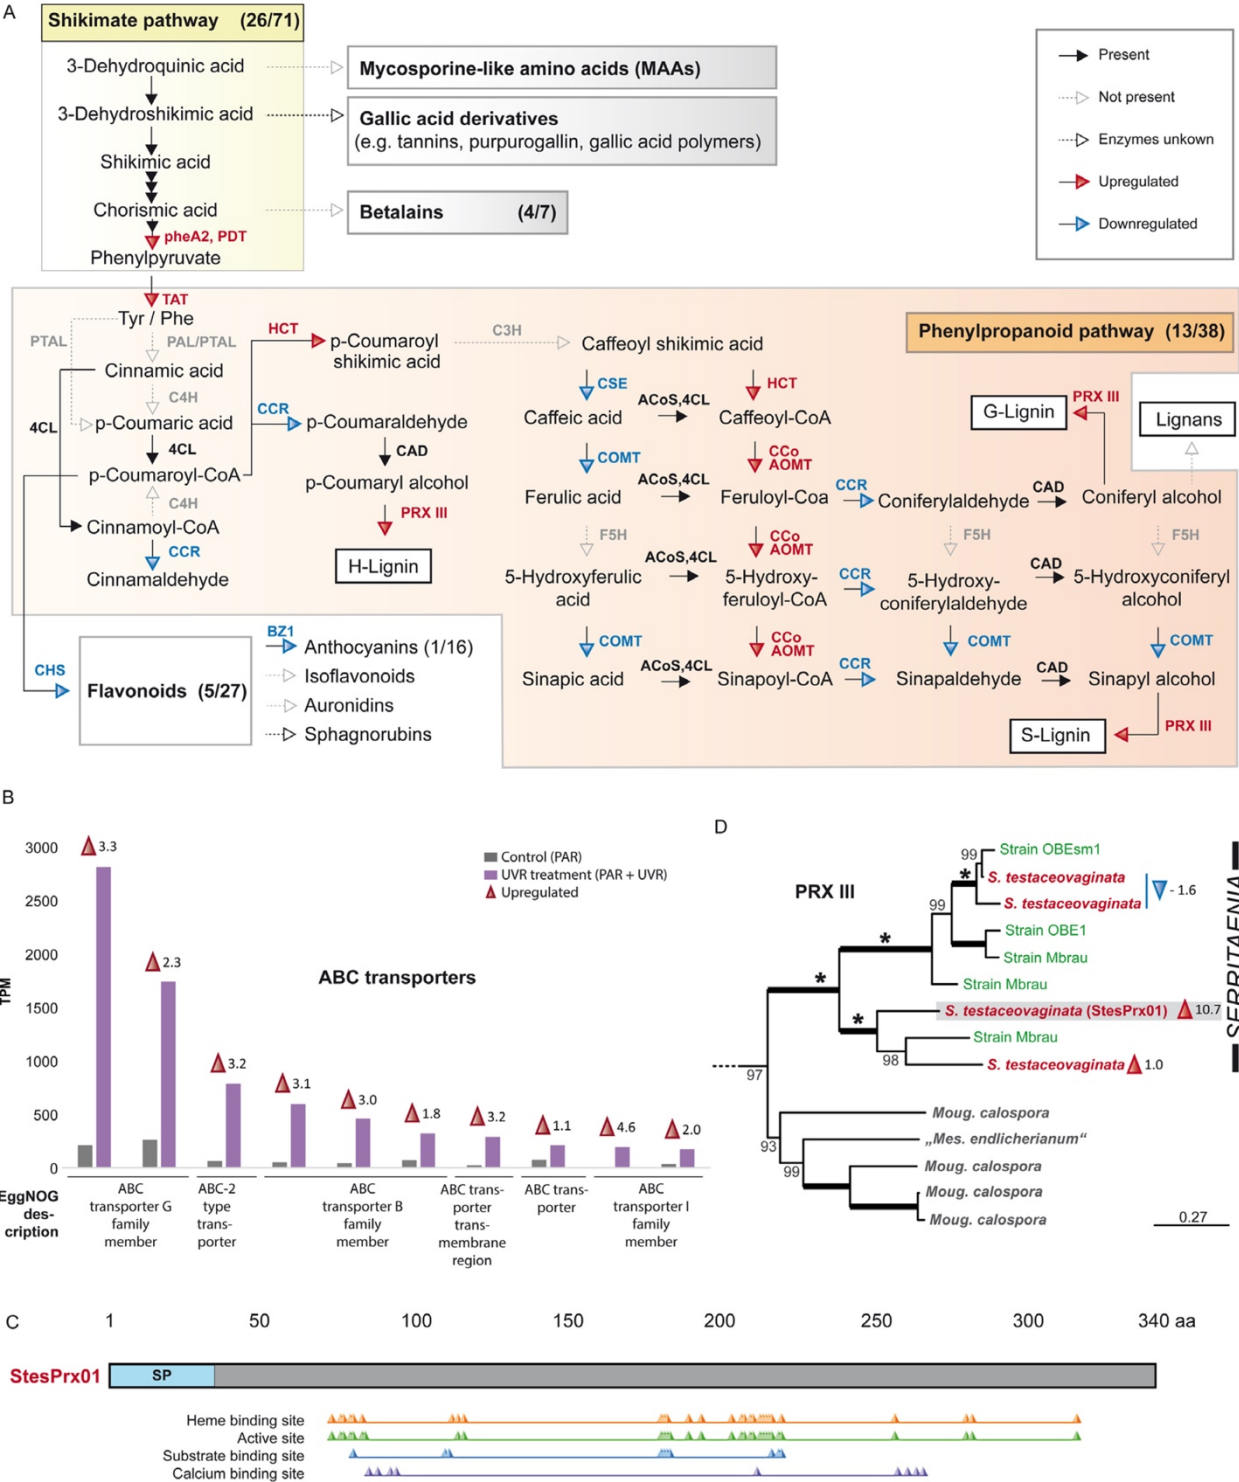 A
Shikimate pathway (26/71)
3-Dehydroquinic acid
3-Dehydroshikimic acid
Shikimic acid
Chorismic acid
pheA2, PDT
Phenylpyruvate
Mycosporine-like amino acids (MAAs)
Gallic acid derivatives
(e.g. tannins, purpurogallin, gallic acid polymers)
Betalains (4/7)
Present
Not present
Enzymes unkown
Upregulated
Downregulated
TAT
Tyr / Phe
PTAL
PAL/PTAL
Cinnamic acid
C4H
p-Coumaric acid
4CL
4CL
p-Coumaroyl-CoA
C4H
Cinnamoyl-CoA
CCR
Cinnamaldehyde
HCT
p-Coumaroyl
shikimic acid
CCR
p-Coumaraldehyde
CAD
p-Coumaryl alcohol
PRX III
H-Lignin
C3H
Caffeoyl shikimic acid
Phenylpropanoid pathway (13/38)
CSE
HCT
Caffeic acid
ACoS,4CL
Caffeoyl-CoA
COMT
CCo
AOMT
Ferulic acid
ACoS,4CL
Feruloyl-Coa
CCR
Coniferylaldehyde
CAD
Coniferyl alcohol
G-Lignin
PRX III
Lignans
F5H
CCo
AOMT
F5H
F5H
5-Hydroxyferulic
acid
ACoS,4CL
5-Hydroxy-
feruloyl-CoA
CCR
5-Hydroxy-
coniferylaldehyde
CAD
5-Hydroxyconiferyl
alcohol
COMT
CCo
AOMT
COMT
COMT
Sinapic acid
ACoS,4CL
Sinapoyl-CoA
CCR
Sinapaldehyde
CAD
Sinapyl alcohol
S-Lignin
PRX III
CHS
Flavonoids (5/27)
BZ1
Anthocyanins (1/16)
Isoflavonoids
Auronidins
Sphagnorubins
B
3000
2500
2000
1500
1000
500
0
TPM
Control (PAR)
UVR treatment (PAR + UVR)
Upregulated
ABC transporters
3.3
2.3
3.2
3.1
3.0
1.8
3.2
1.1
4.6
2.0
EggNOG
des-
cription
ABC
transporter G
family
member
ABC-2
type
trans-
porter
ABC
transporter B
family
member
ABC trans-
porter
trans-
membrane
region
ABC trans-
porter
ABC
transporter I
family
member
D
PRX III
99
Strain OBEsm1
*
S. testaceovaginata
S. testaceovaginata
- 1.6
99
Strain OBE1
*
Strain Mbrau
Strain Mbrau
*
S. testaceovaginata (StesPrx01)
10.7
*
Strain Mbrau
98
S. testaceovaginata
1.0
SERRITAENIA
97
Moug. calospora
93
„Mes. endlicherianum“
99
Moug. calospora
Moug. calospora
Moug. calospora
0.27
C
1 50 100 150 200 250 300 340 aa
StesPrx01
SP
Heme binding site
Active site
Substrate binding site
Calcium binding site